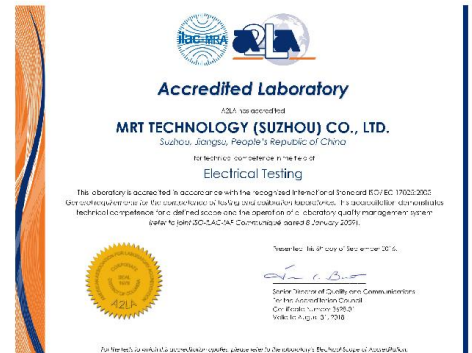 ilac-MRA
A2LA
Accredited Laboratory
A2LA has accredited
MRT TECHNOLOGY (SUZHOU) CO., LTD.
Suzhou, Jiangsu, People's Republic of China
for technical competence in the field of
Electrical Testing
This laboratory is accredited in accordance with the recognized International Standard ISO/IEC 17025:2005
General requirements for the competence of testing and calibration laboratories. This accreditation demonstrates
technical competence for a defined scope and the operation of a laboratory quality management system
(refer to joint ISO-ILAC-IAF Communiqué dated 8 January 2009).
Presented this 6th day of September 2016.
Senior Director of Quality and Communications
For the Accreditation Council
Certificate Number 3628.01
Valid to August 31, 2018
CORPORATE
SEAL
A2LA
For the tests to which this accreditation applies, please refer to the laboratory's Electrical Scope of Accreditation.